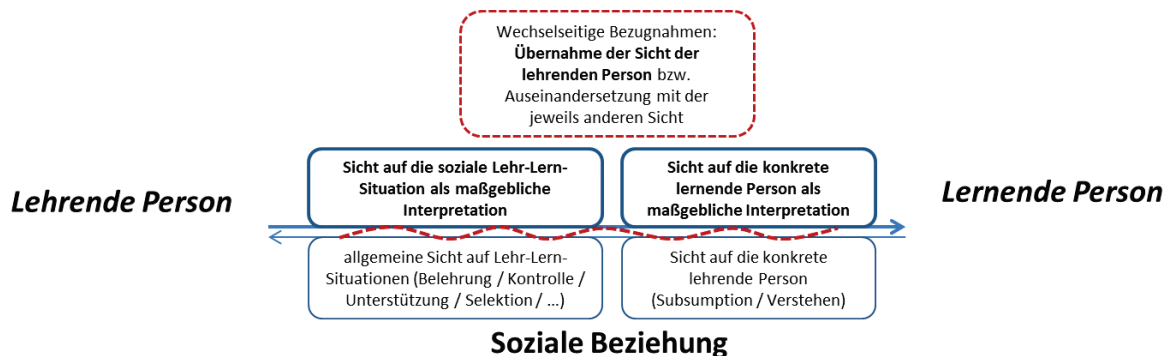 Wechselseitige Bezugnahmen:
Übernahme der Sicht der
lehrenden Person bzw.
Auseinandersetzung mit der
jeweils anderen Sicht
Lehrende Person
Sicht auf die soziale Lehr-Lern-
Situation als maßgebliche
Interpretation
Sicht auf die konkrete
lernende Person als
maßgebliche Interpretation
Lernende Person
allgemeine Sicht auf Lehr-Lern-
Situationen (Belehrung / Kontrolle /
Unterstützung / Selektion / ...)
Sicht auf die konkrete
lehrende Person
(Subsumption / Verstehen)
Soziale Beziehung